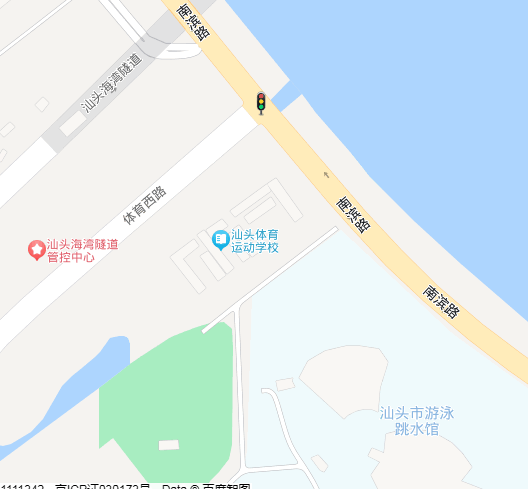 南滨路
汕头海湾隧道
体育西路
南滨路
汕头体育
运动学校
汕头海湾隧道
管控中心
南滨路
汕头市游泳
跳水馆